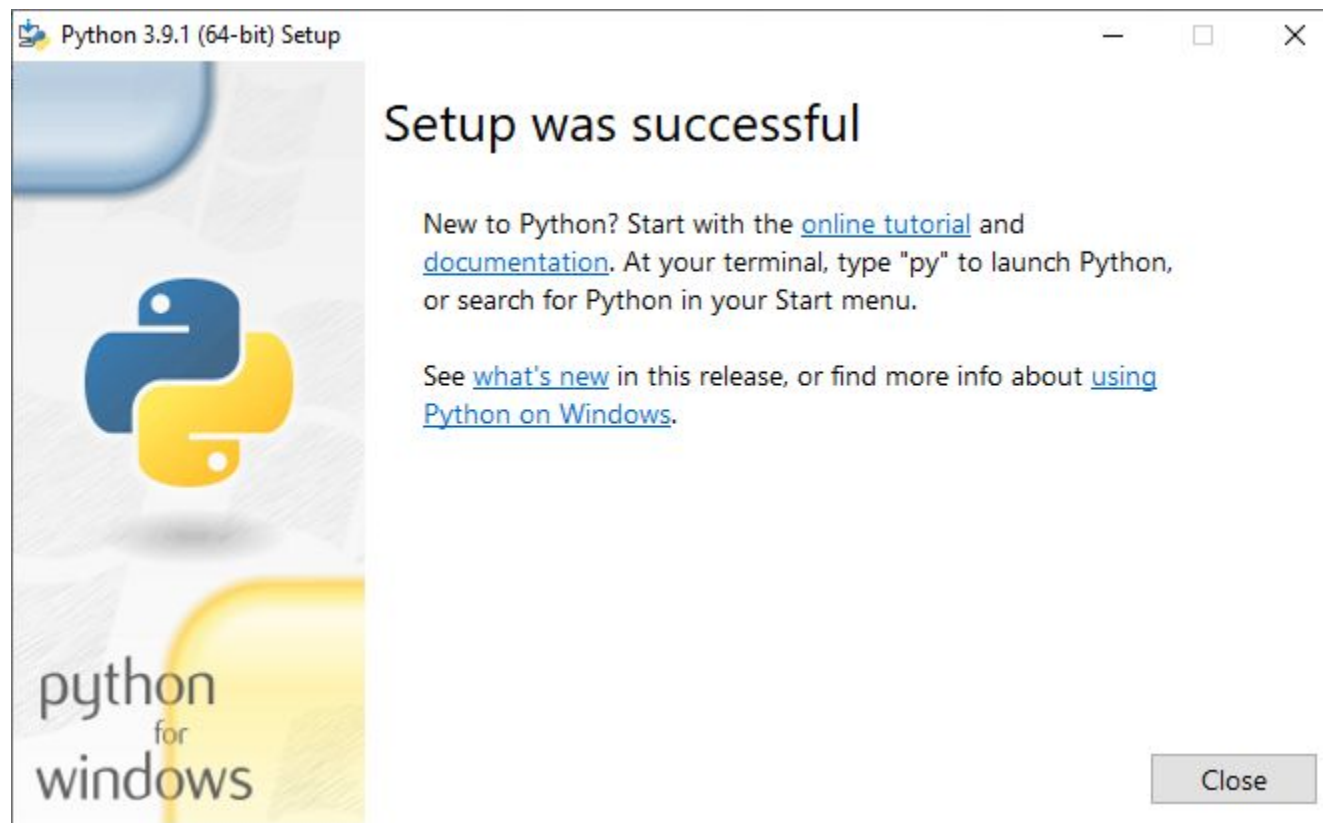 Python 3.9.1 (64-bit) Setup
Setup was successful
New to Python? Start with the online tutorial and
documentation. At your terminal, type "py" to launch Python,
or search for Python in your Start menu.
See what's new in this release, or find more info about using
Python on Windows.
python
for
windows
Close